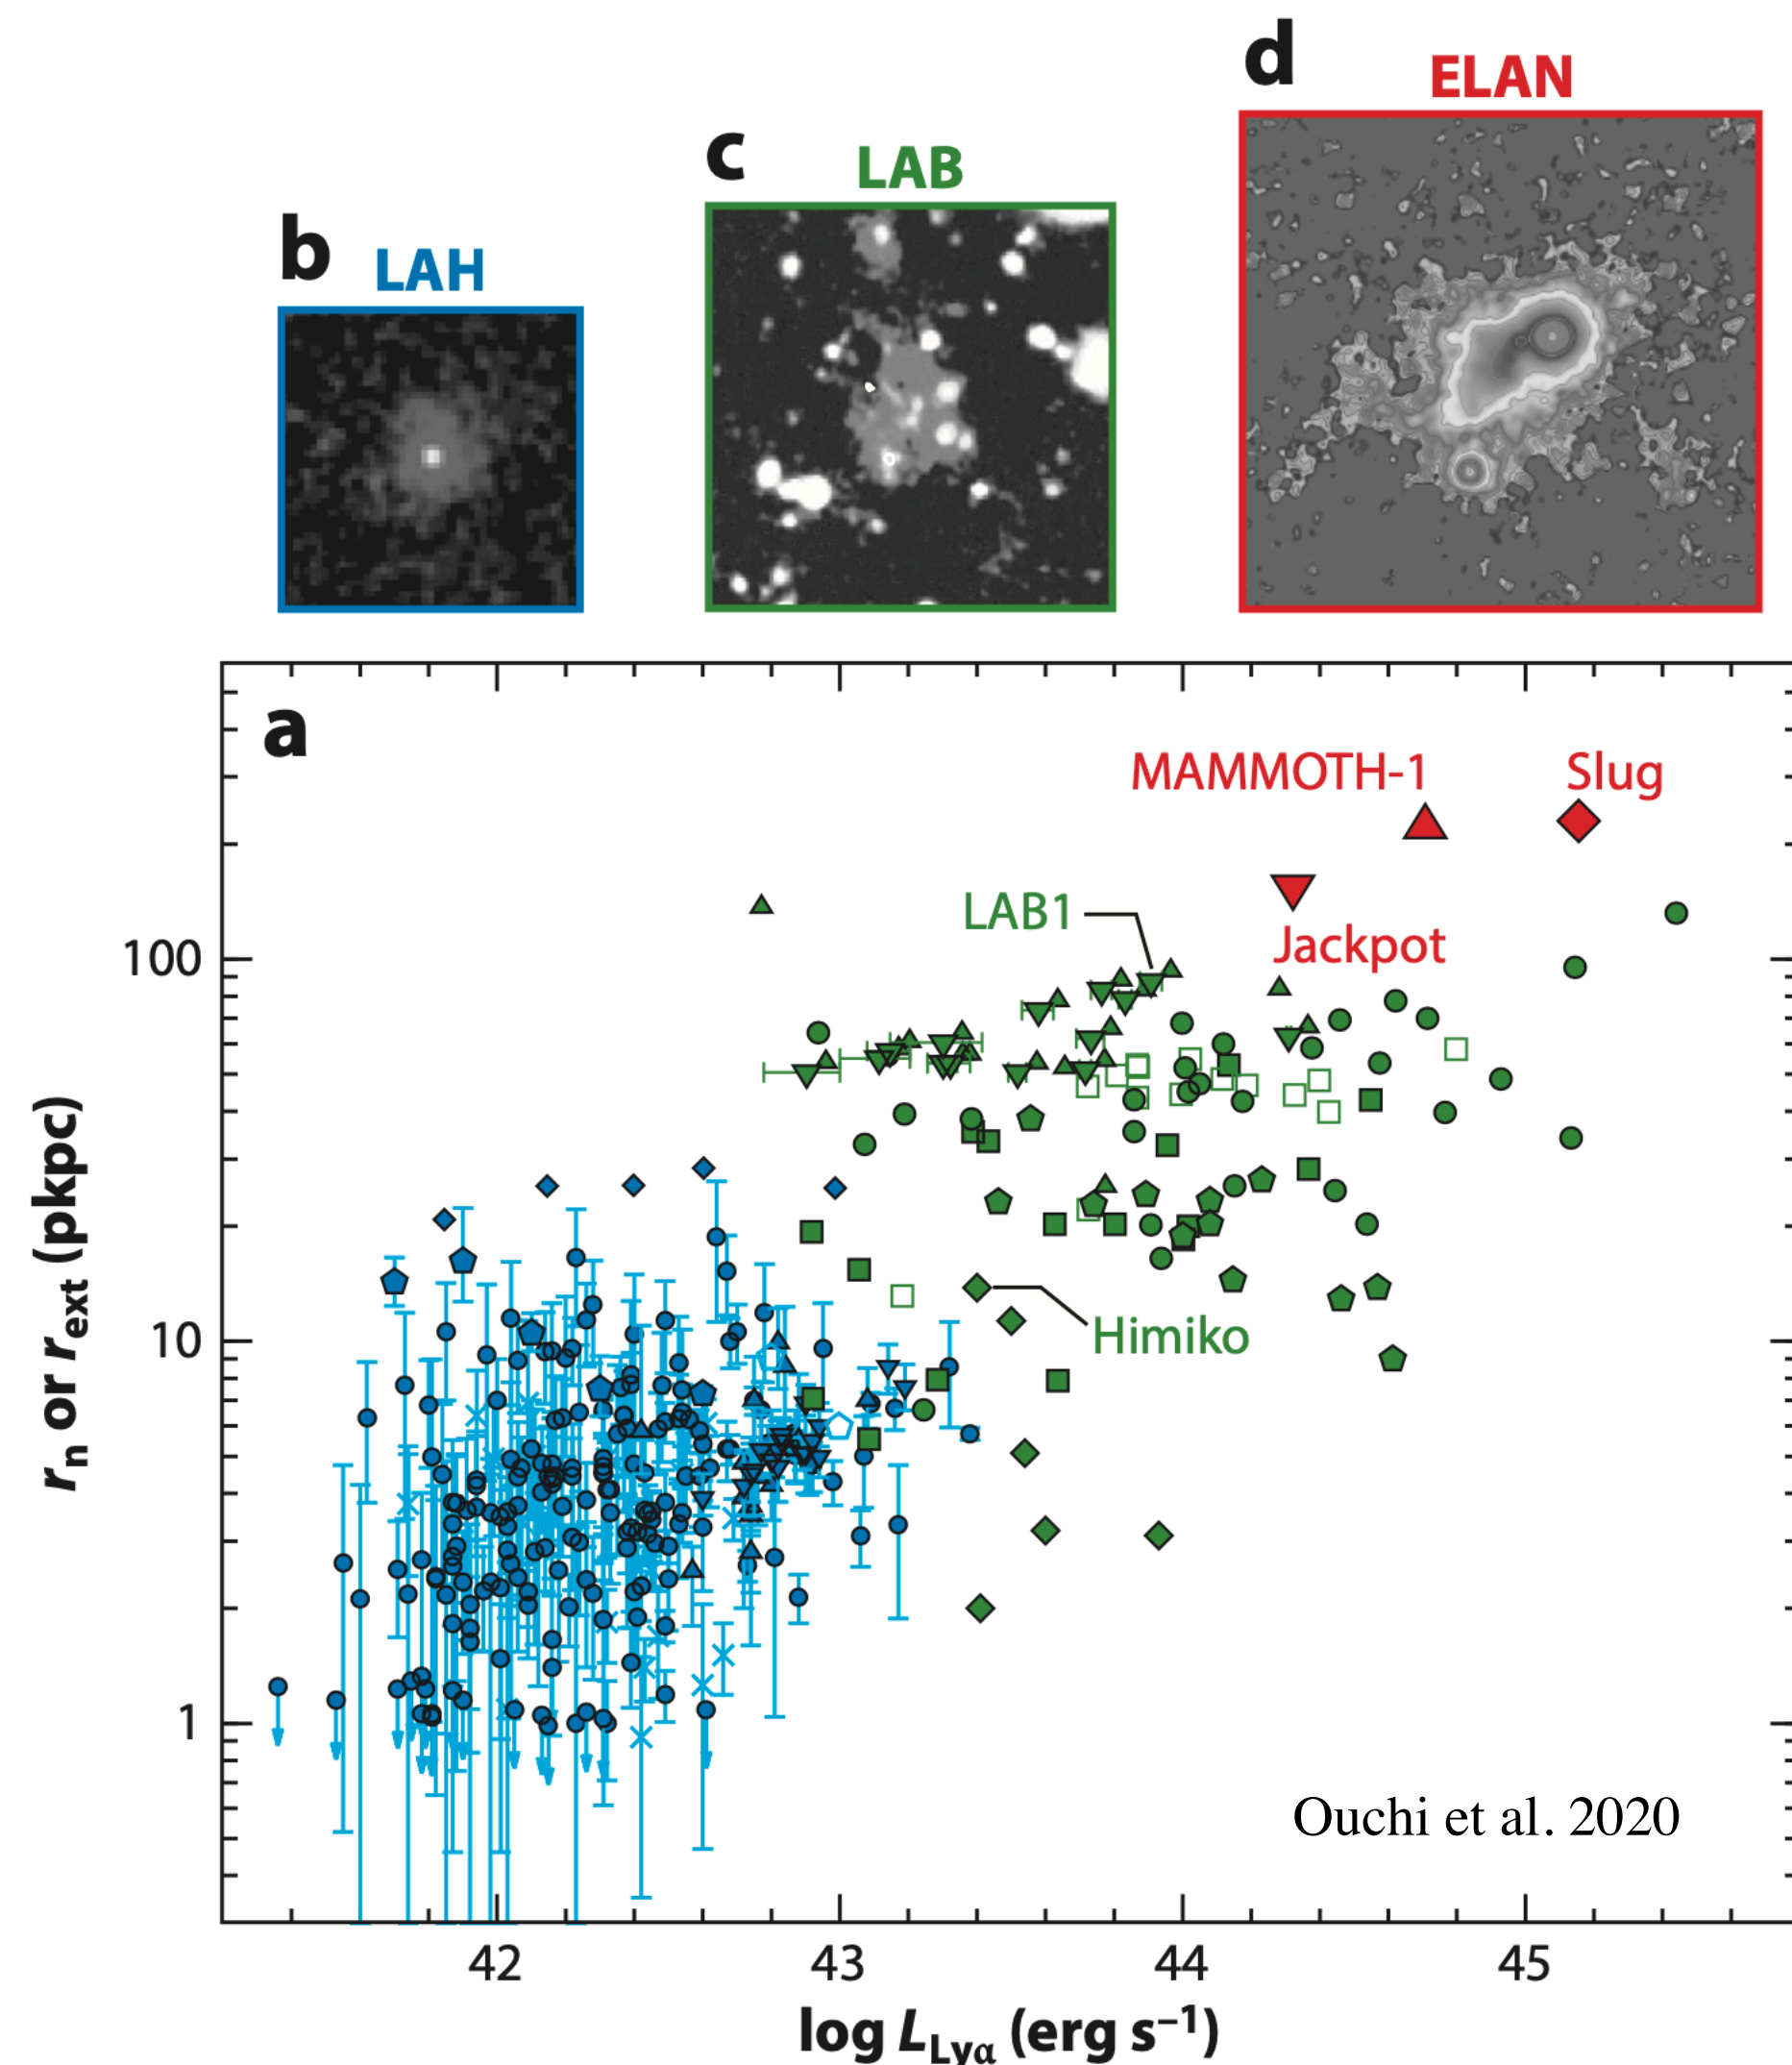 d
ELAN
c
LAB
b
LAH
a
MAMMOTH-1
Slug
LAB1
Jackpot
100
Himiko
10
1
rn or rext (pkpc)
Ouchi et al. 2020
42
43
44
45
log LLyα (erg s−1)